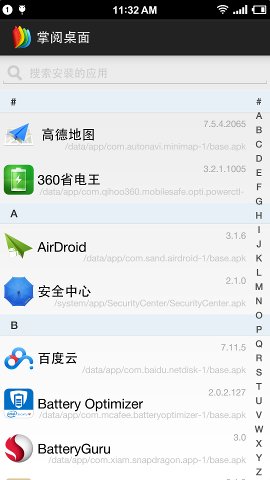 11:32 AM
掌阅桌面
搜索安装的应用
#
高德地图
7.5.4.2065
/data/app/com.autonavi.minimap-1/base.apk
360省电王
3.2.1.1005
/data/app/com.qihoo360.mobilesafe.opti.powerctl-
A
AirDroid
3.1.6
/data/app/com.sand.airdroid-1/base.apk
安全中心
2.1.0
/system/app/SecurityCenter/SecurityCenter.apk
B
百度云
7.11.5
/data/app/com.baidu.netdisk-1/base.apk
Battery Optimizer
2.0.2.127
/data/app/com.mcafee.batteryoptimizer-1/base.apk
BatteryGuru
3.0
/data/app/com.xiam.snapdragon.app-1/base.apk
#
A
B
C
D
E
F
G
H
I
J
K
L
M
N
O
P
Q
R
S
T
U
V
W
X
Y
Z